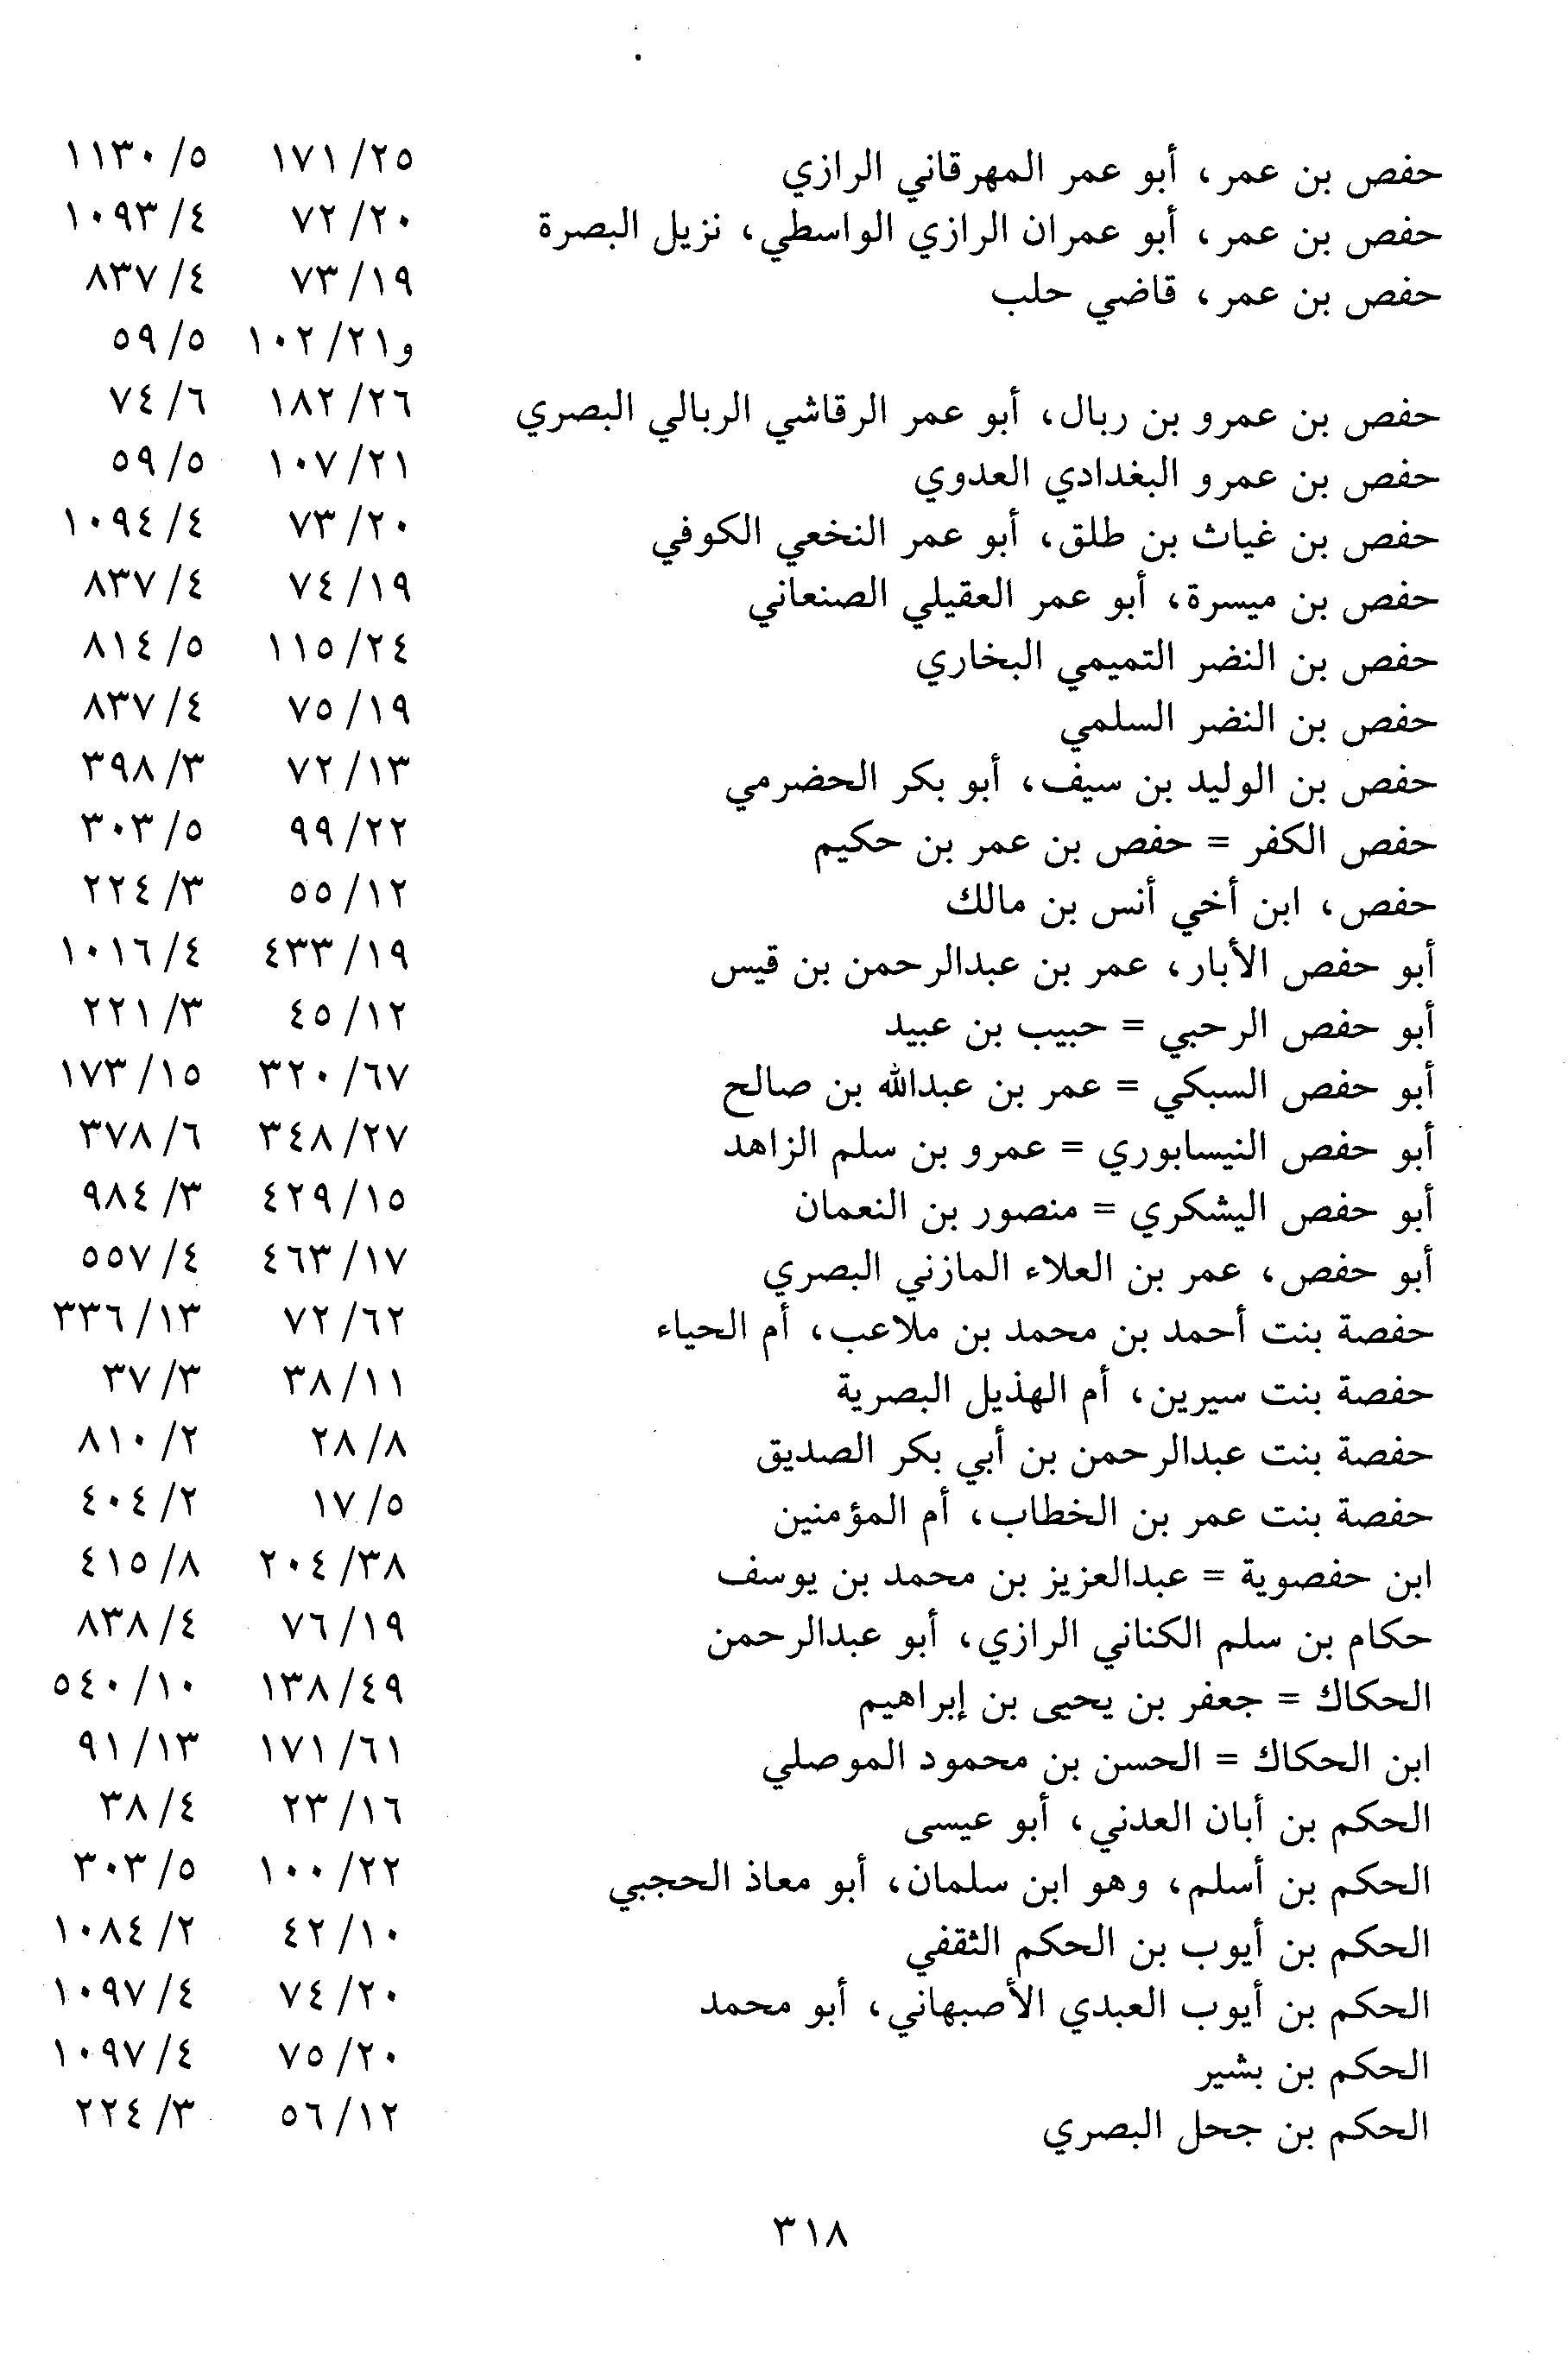 حفص بن عمر، أبو عمر المهرقاني الرازي ٢٥/ ١٧١ ٥/ ١١٣٠
حفص بن عمر، أبو عمران الرازي الواسطي، نزيل البصرة ٢٠/ ٧٢ ٤/ ١٠٩٣
حفص بن عمر، قاضي حلب ١٩/ ٧٣ ٤/ ٨٣٧
و٢١/ ١٠٢ ٥/ ٥٩
حفص بن عمرو بن ربال، أبو عمر الرقاشي الربالي البصري ٢٦/ ١٨٢ ٦/ ٧٤
حفص بن عمرو البغدادي العدوي ٢١/ ١٠٧ ٥/ ٥٩
حفص بن غياث بن طلق، أبو عمر النخعي الكوفي ٢٠/ ٧٣ ٤/ ١٠٩٤
حفص بن ميسرة، أبو عمر العقيلي الصنعاني ١٩/ ٧٤ ٤/ ٨٣٧
حفص بن النضر التميمي البخاري ٢٤/ ١١٥ ٥/ ٨١٤
حفص بن النضر السلمي ١٩/ ٧٥ ٤/ ٨٣٧
حفص بن الوليد بن سيف، أبو بكر الحضرمي ١٣/ ٧٢ ٣/ ٣٩٨
حفص الكفر = حفص بن عمر بن حكيم ٢٢/ ٩٩ ٥/ ٣٠٣
حفص، ابن أخي أنس بن مالك ١٢/ ٥٥ ٣/ ٢٢٤
أبو حفص الأبار، عمر بن عبدالرحمن بن قيس ١٩/ ٤٣٣ ٤/ ١٠١٦
أبو حفص الرحبي = حبيب بن عبيد ١٢/ ٤٥ ٣/ ٢٢١
أبو حفص السبكي = عمر بن عبدالله بن صالح ٦٧/ ٣٢٠ ١٥/ ١٧٣
أبو حفص النيسابوري = عمرو بن سلم الزاهد ٢٧/ ٣٤٨ ٦/ ٣٧٨
أبو حفص اليشكري = منصور بن النعمان ١٥/ ٤٢٩ ٣/ ٩٨٤
أبو حفص، عمر بن العلاء المازني البصري ١٧/ ٤٦٣ ٤/ ٥٥٧
حفصة بنت أحمد بن محمد بن ملاعب، أم الحياء ٦٢/ ٧٢ ١٣/ ٣٣٦
حفصة بنت سيرين، أم الهذيل البصرية ١١/ ٣٨ ٣/ ٣٧
حفصة بنت عبدالرحمن بن أبي بكر الصديق ٨/ ٢٨ ٢/ ٨١٠
حفصة بنت عمر بن الخطاب، أم المؤمنين ٥/ ١٧ ٢/ ٤٠٤
ابن حفصوية = عبدالعزيز بن محمد بن يوسف ٣٨/ ٢٠٤ ٨/ ٤١٥
حكام بن سلم الكناني الرازي، أبو عبدالرحمن ١٩/ ٧٦ ٤/ ٨٣٨
الحكاك = جعفر بن يحيى بن إبراهيم ٤٩/ ١٣٨ ١٠/ ٥٤٠
ابن الحكاك = الحسن بن محمود الموصلي ٦١/ ١٧١ ١٣/ ٩١
الحكم بن أبان العدني، أبو عيسى ١٦/ ٢٣ ٤/ ٣٨
الحكم بن أسلم، وهو ابن سلمان، أبو معاذ الحجبي ٢٢/ ١٠٠ ٥/ ٣٠٣
الحكم بن أيوب بن الحكم الثقفي ١٠/ ٤٢ ٢/ ١٠٨٤
الحكم بن أيوب العبدي الأصبهاني، أبو محمد ٢٠/ ٧٤ ٤/ ١٠٩٧
الحكم بن بشير ٢٠/ ٧٥ ٤/ ١٠٩٧
الحكم بن جحل البصري ١٢/ ٥٦ ٣/ ٢٢٤
٣١٨